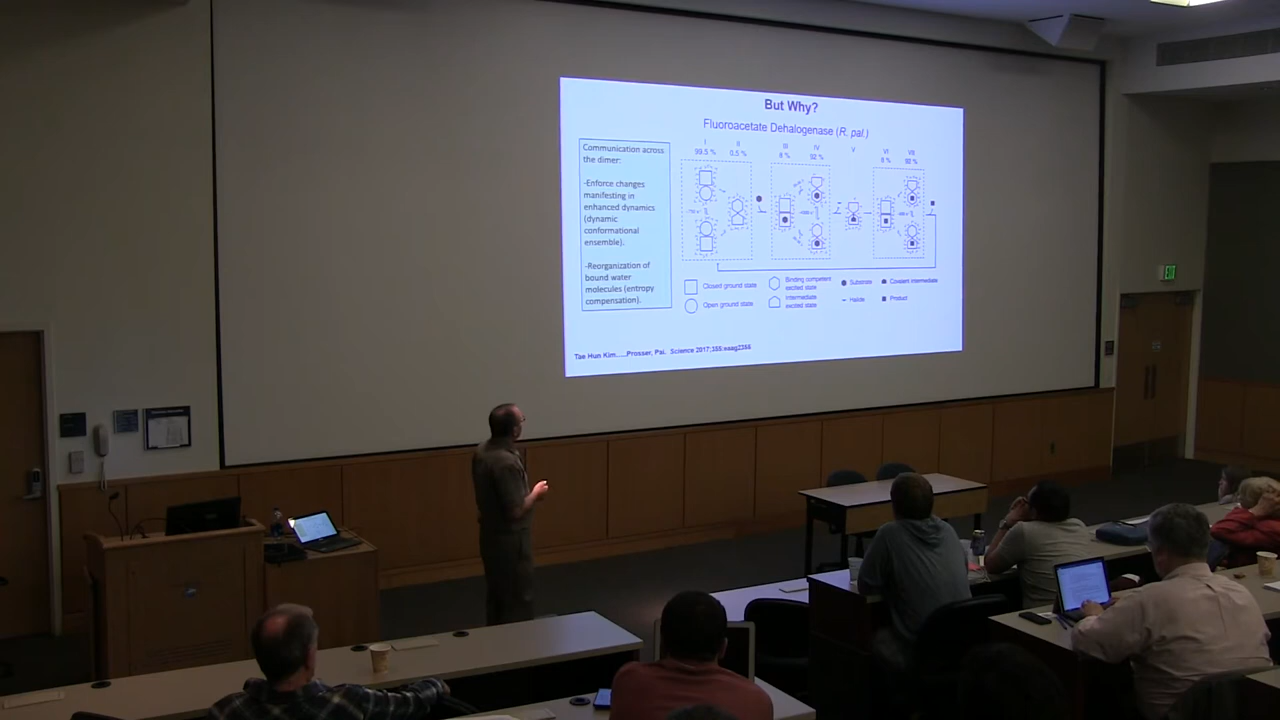 But Why?
Fluoroacetate Dehalogenase (R. pal.)
Communication across
the dimer:
-Enforce changes
manifesting in
enhanced dynamics
(dynamic
conformational
ensemble).
-Reorganization of
bound water
molecules (entropy
compensation).
I II III IV V VI VII
99.5 % 0.5 % 8 % 92 % 8 % 92 %
Closed ground state
Open ground state
Binding competent
excited state
Intermediate
excited state
Substrate
Halide
Covalent intermediate
Product
Tae Hun Kim.....Prosser, Pai. Science 2017;355:eaag2355
EXIT